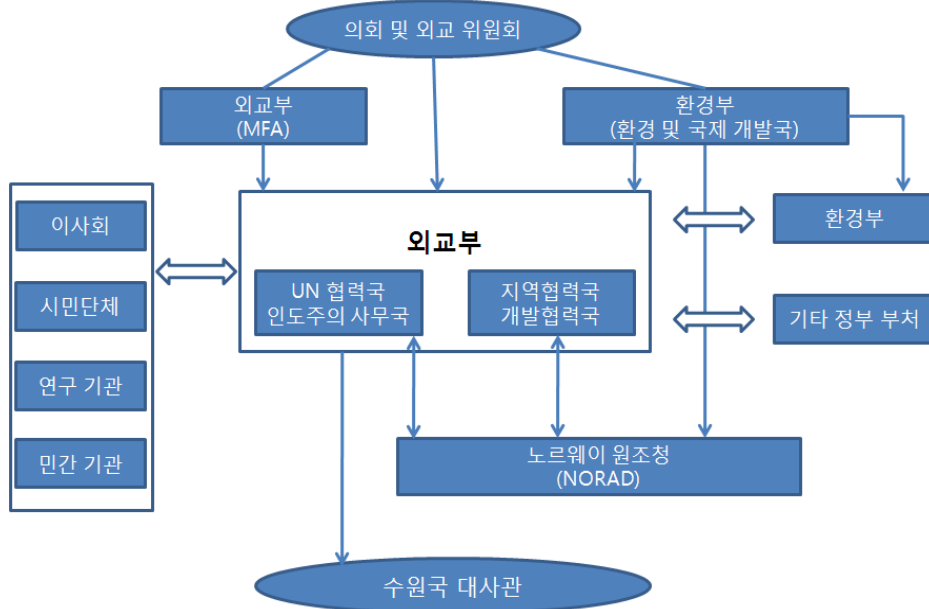 의회 및 외교 위원회
외교부
(MFA)
환경부
(환경 및 국제 개발국)
이사회
시민단체
연구 기관
민간 기관
외교부
UN 협력국
인도주의 사무국
지역협력국
개발협력국
환경부
기타 정부 부처
노르웨이 원조청
(NORAD)
수원국 대사관